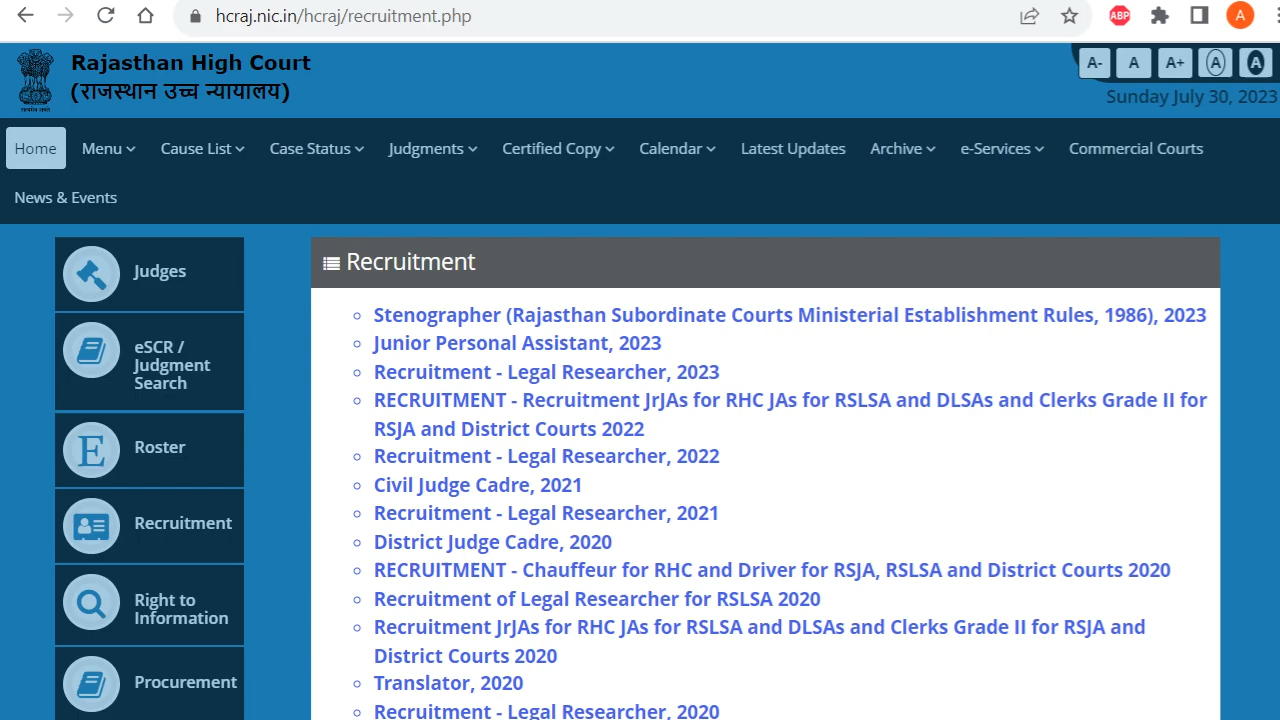 hcraj.nic.in/hcraj/recruitment.php
ABP
A
Rajasthan High Court
(राजस्थान उच्च न्यायालय)
A- A A+ A A
Sunday July 30, 2023
Home Menu Cause List Case Status Judgments Certified Copy Calendar Latest Updates Archive e-Services Commercial Courts
News & Events
Judges
eSCR /
Judgment
Search
E
Roster
Recruitment
Right to
Information
Procurement
Recruitment
Stenographer (Rajasthan Subordinate Courts Ministerial Establishment Rules, 1986), 2023
Junior Personal Assistant, 2023
Recruitment - Legal Researcher, 2023
RECRUITMENT - Recruitment JrJAs for RHC JAs for RSLSA and DLSAs and Clerks Grade II for
RSJA and District Courts 2022
Recruitment - Legal Researcher, 2022
Civil Judge Cadre, 2021
Recruitment - Legal Researcher, 2021
District Judge Cadre, 2020
RECRUITMENT - Chauffeur for RHC and Driver for RSJA, RSLSA and District Courts 2020
Recruitment of Legal Researcher for RSLSA 2020
Recruitment JrJAs for RHC JAs for RSLSA and DLSAs and Clerks Grade II for RSJA and
District Courts 2020
Translator, 2020
Recruitment - Legal Researcher, 2020